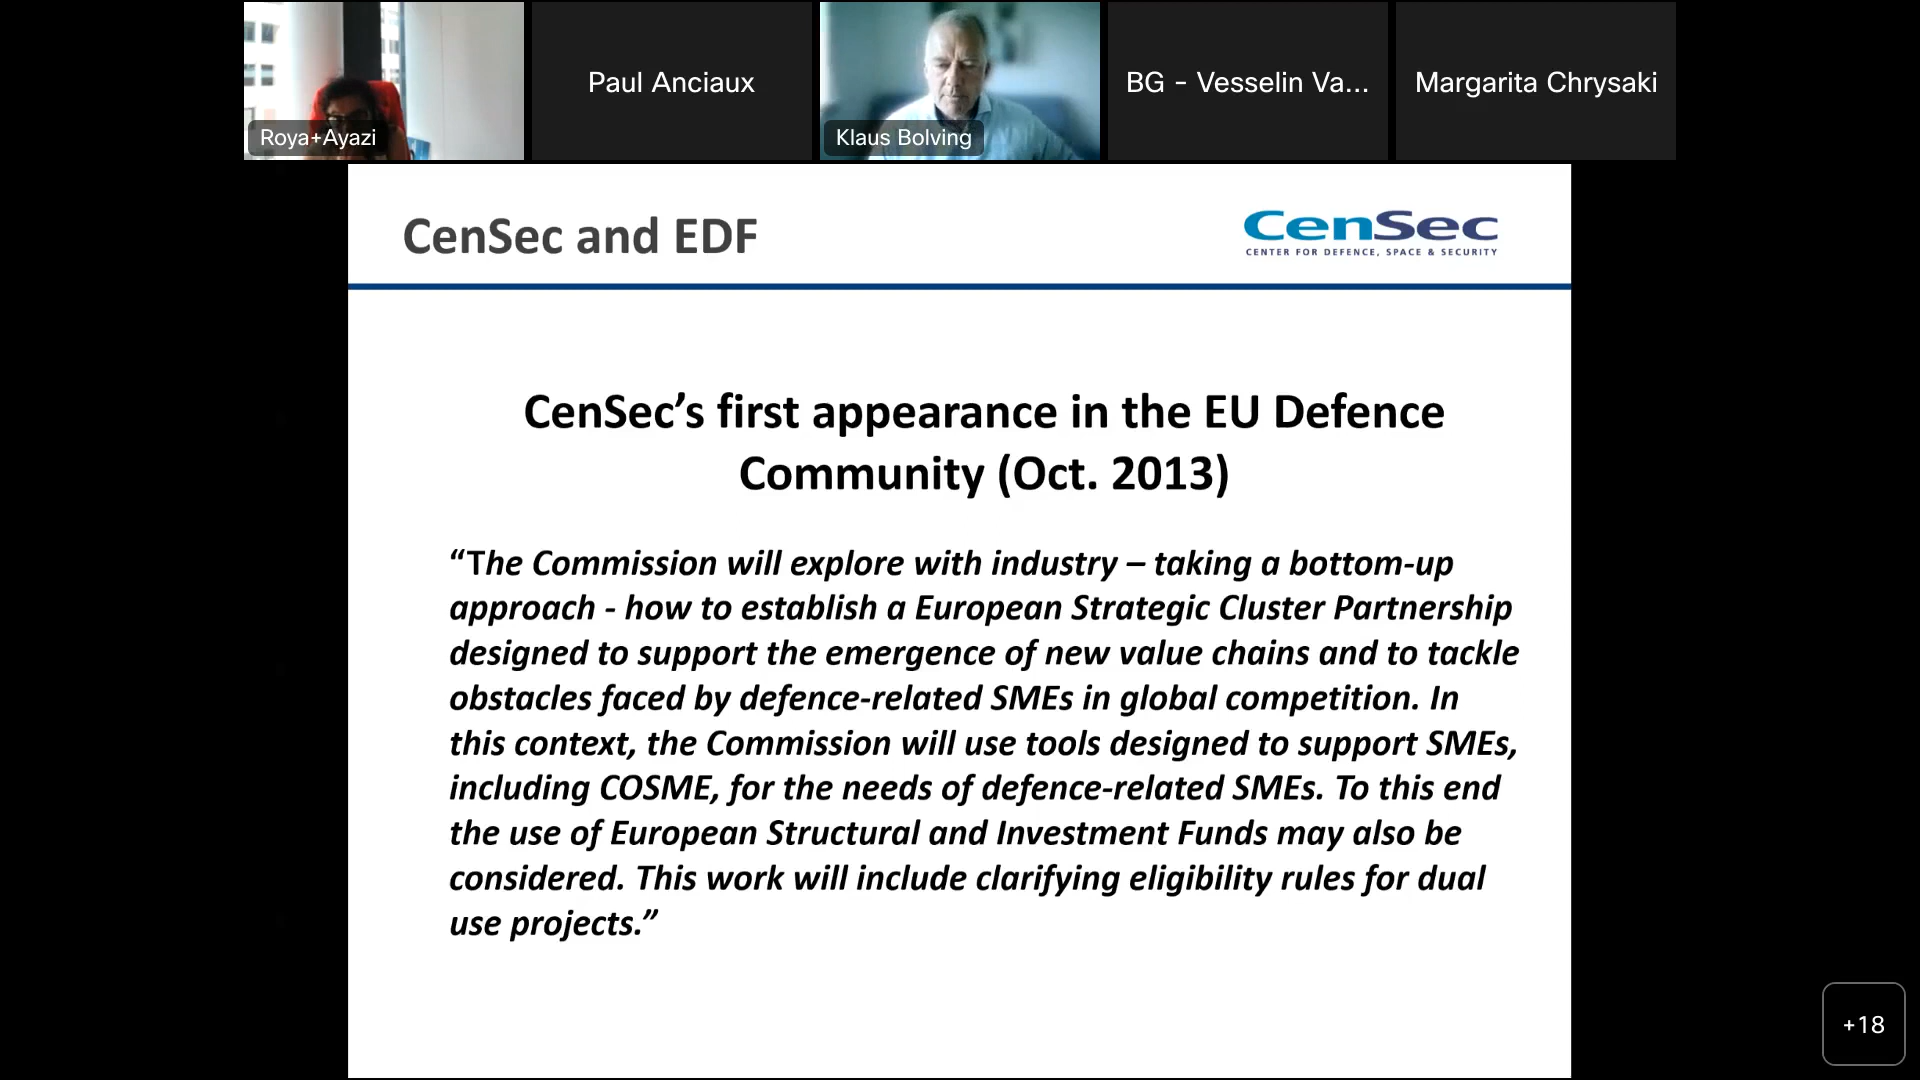 Roya+Ayazi
Paul Anciaux
Klaus Bolving
BG - Vesselin Va...
Margarita Chrysaki
CenSec and EDF
CenSec
CENTER FOR DEFENCE, SPACE & SECURITY
CenSec’s first appearance in the EU Defence
Community (Oct. 2013)
“The Commission will explore with industry – taking a bottom-up
approach - how to establish a European Strategic Cluster Partnership
designed to support the emergence of new value chains and to tackle
obstacles faced by defence-related SMEs in global competition. In
this context, the Commission will use tools designed to support SMEs,
including COSME, for the needs of defence-related SMEs. To this end
the use of European Structural and Investment Funds may also be
considered. This work will include clarifying eligibility rules for dual
use projects.”
+18